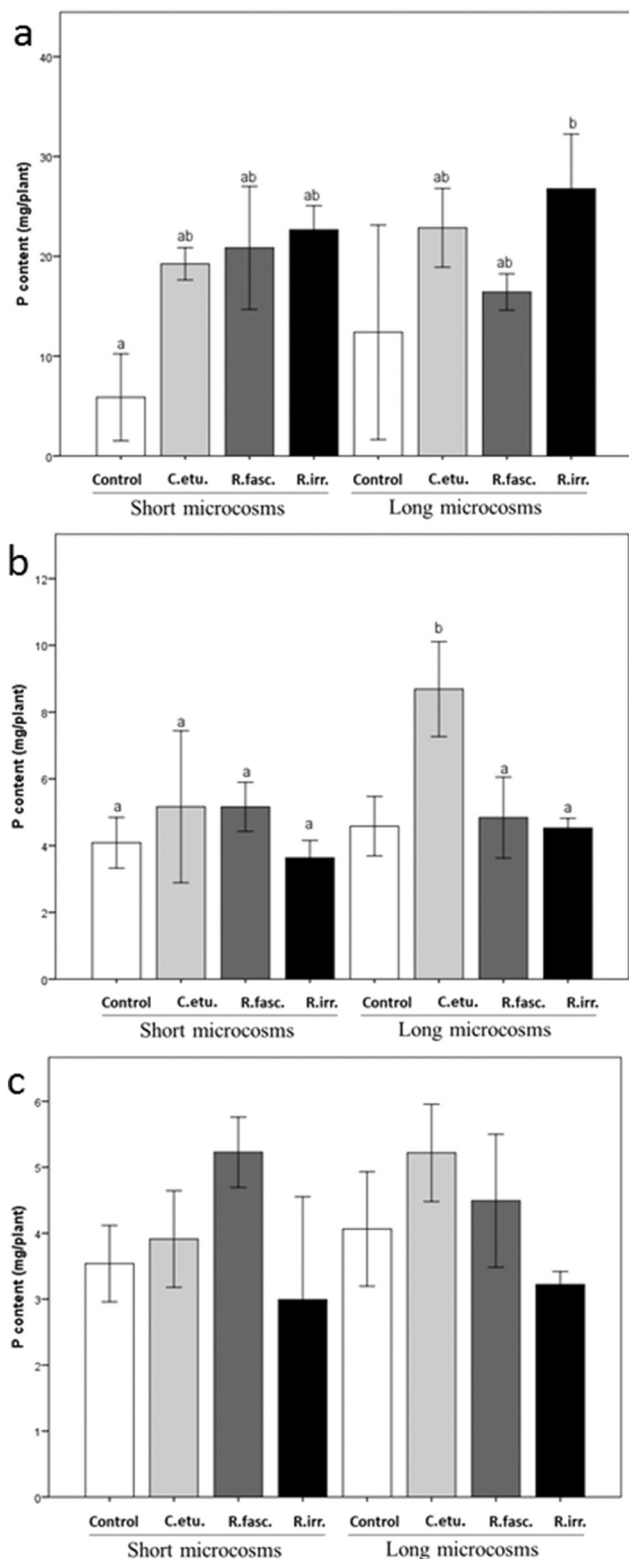 a
P content (mg/plant)
40
30
20
10
0
a
ab
ab
ab
ab
ab
b
Control C.etu. R.fasc. R.irr. Control C.etu. R.fasc. R.irr.
Short microcosms Long microcosms
b
P content (mg/plant)
12
10
8
6
4
2
0
a
a
a
a
b
a
a
Control C.etu. R.fasc. R.irr. Control C.etu. R.fasc. R.irr.
Short microcosms Long microcosms
c
P content (mg/plant)
6
5
4
3
2
1
0
Control C.etu. R.fasc. R.irr. Control C.etu. R.fasc. R.irr.
Short microcosms Long microcosms